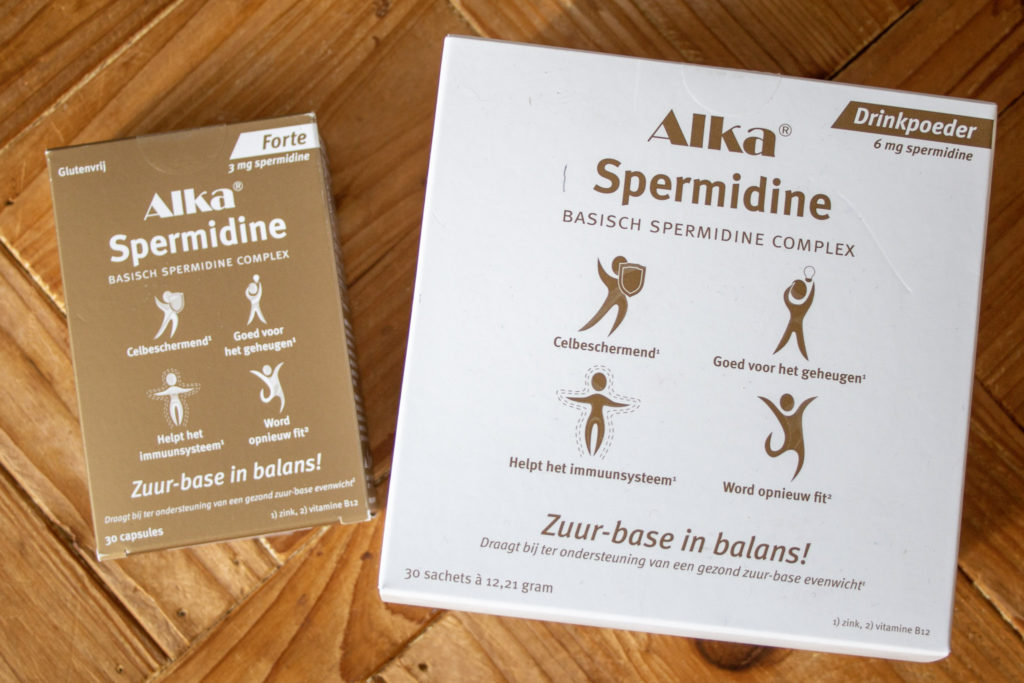 Glutenvrij
Forte
3 mg spermidine
Alka®
Spermidine
BASISCH SPERMIDINE COMPLEX
Celbeschermend¹
Goed voor
het geheugen¹
Helpt het
immuunsysteem¹
Word
opnieuw fit²
Zuur-base in balans!
Draagt bij ter ondersteuning van een gezond zuur-base evenwicht¹
30 capsules
1) zink, 2) vitamine B12
Drinkpoeder
6 mg spermidine
Alka®
Spermidine
BASISCH SPERMIDINE COMPLEX
Celbeschermend¹
Goed voor het geheugen¹
Helpt het immuunsysteem¹
Word opnieuw fit²
Zuur-base in balans!
Draagt bij ter ondersteuning van een gezond zuur-base evenwicht¹
30 sachets à 12,21 gram
1) zink, 2) vitamine B12